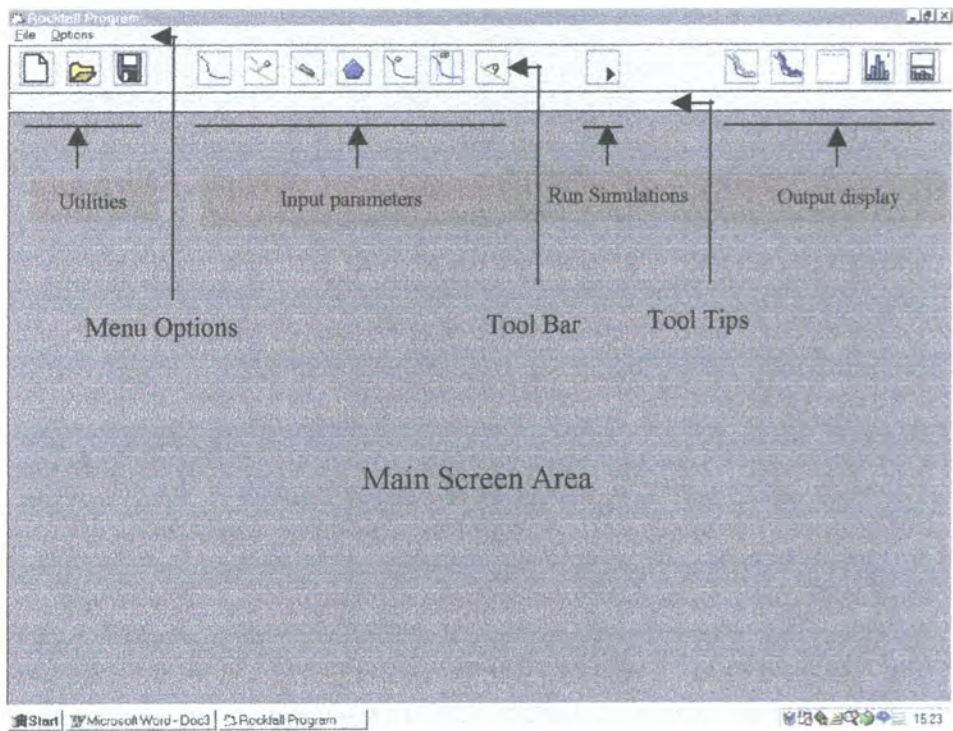 Rockfall Program
File Options
Utilities
Input parameters
Run Simulations
Output display
Menu Options
Tool Bar
Tool Tips
Main Screen Area
Start Microsoft Word - Doc3 Rockfall Program 15:23